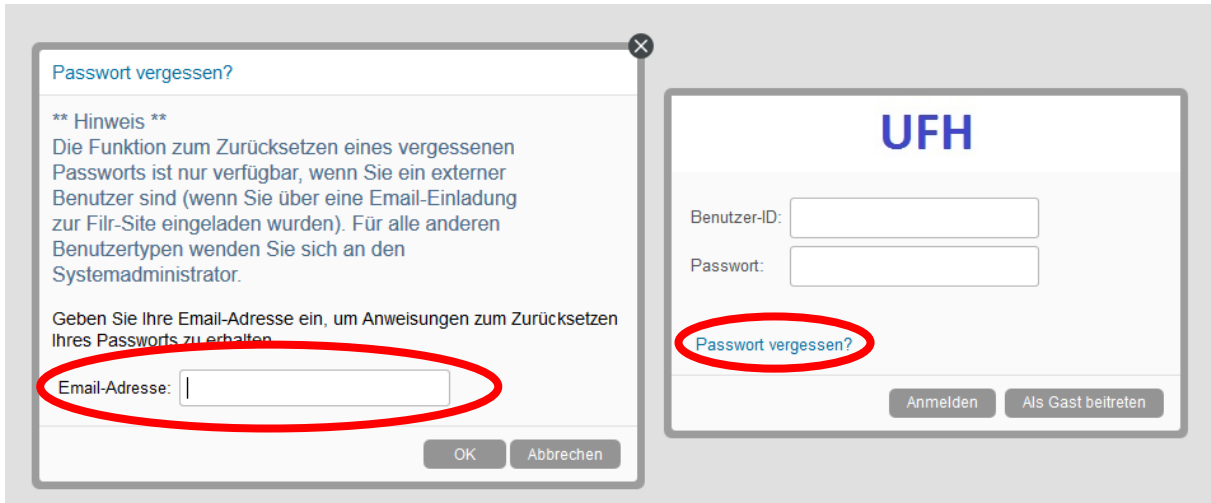 Passwort vergessen?
** Hinweis **
Die Funktion zum Zurücksetzen eines vergessenen
Passworts ist nur verfügbar, wenn Sie ein externer
Benutzer sind (wenn Sie über eine Email-Einladung
zur Filr-Site eingeladen wurden). Für alle anderen
Benutzertypen wenden Sie sich an den
Systemadministrator.
Geben Sie Ihre Email-Adresse ein, um Anweisungen zum Zurücksetzen
Ihres Passworts zu erhalten.
Email-Adresse:
OK Abbrechen
UFH
Benutzer-ID:
Passwort:
Passwort vergessen?
Anmelden Als Gast beitreten